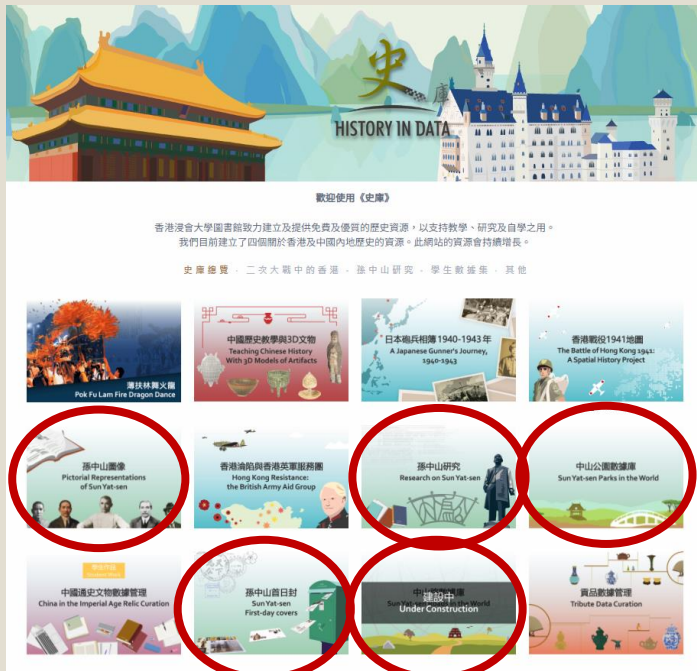 史庫
HISTORY IN DATA
歡迎使用《史庫》
香港浸會大學圖書館致力建立及提供免費及優質的歷史資源，以支持教學、研究及自學之用。
我們目前建立了四個關於香港及中國內地歷史的資源。此網站的資源會持續增長。
史庫總覽 · 二次大戰中的香港 · 孫中山研究 · 學生數據集 · 其他
薄扶林舞火龍
Pok Fu Lam Fire Dragon Dance
中國歷史教學與3D文物
Teaching Chinese History
With 3D Models of Artifacts
日本砲兵相簿 1940-1943 年
A Japanese Gunner's Journey,
1940-1943
香港戰役1941地圖
The Battle of Hong Kong 1941:
A Spatial History Project
孫中山圖像
Pictorial Representations
of Sun Yat-sen
香港淪陷與香港英軍服務團
Hong Kong Resistance:
the British Army Aid Group
孫中山研究
Research on Sun Yat-sen
中山公園數據庫
Sun Yat-sen Parks in the World
中國通史文物數據管理
China in the Imperial Age Relic Curation
孫中山首日封
Sun Yat-sen
First-day covers
建設中
Under Construction
貢品數據管理
Tribute Data Curation